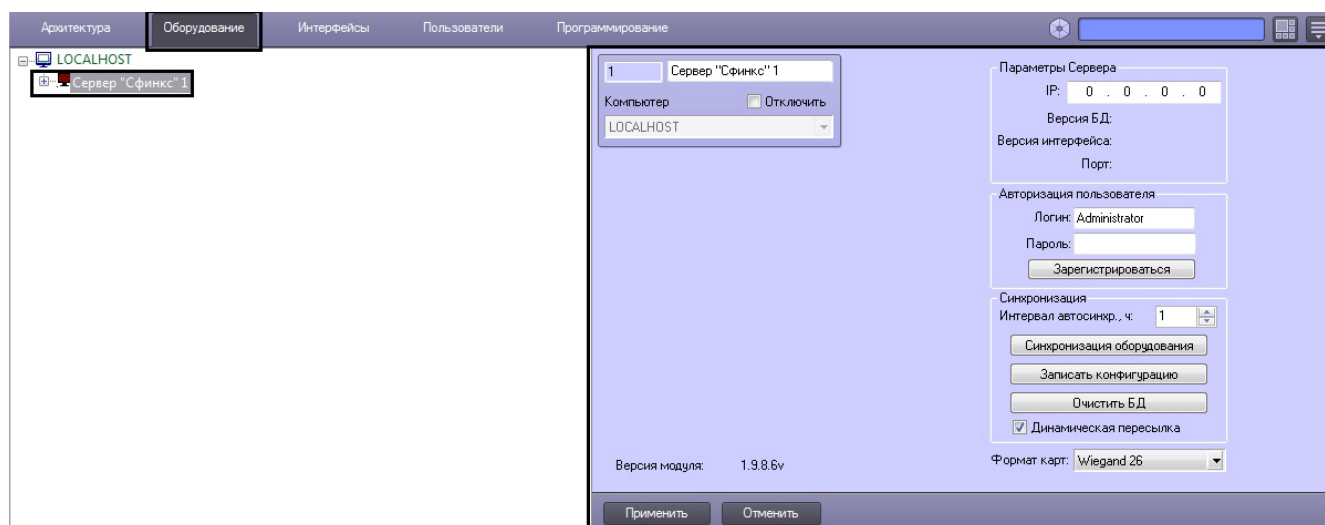 Архитектура Оборудование Интерфейсы Пользователи Программирование
LOCALHOST
Сервер "Сфинкс" 1
1 Сервер "Сфинкс" 1
Компьютер Отключить
LOCALHOST
Версия модуля: 1.9.8.6v
Параметры Сервера
IP: 0 . 0 . 0 . 0
Версия БД:
Версия интерфейса:
Порт:
Авторизация пользователя
Логин: Administrator
Пароль:
Зарегистрироваться
Синхронизация
Интервал автосинхр., ч: 1
Синхронизация оборудования
Записать конфигурацию
Очистить БД
Динамическая пересылка
Формат карт: Wiegand 26
Применить Отменить